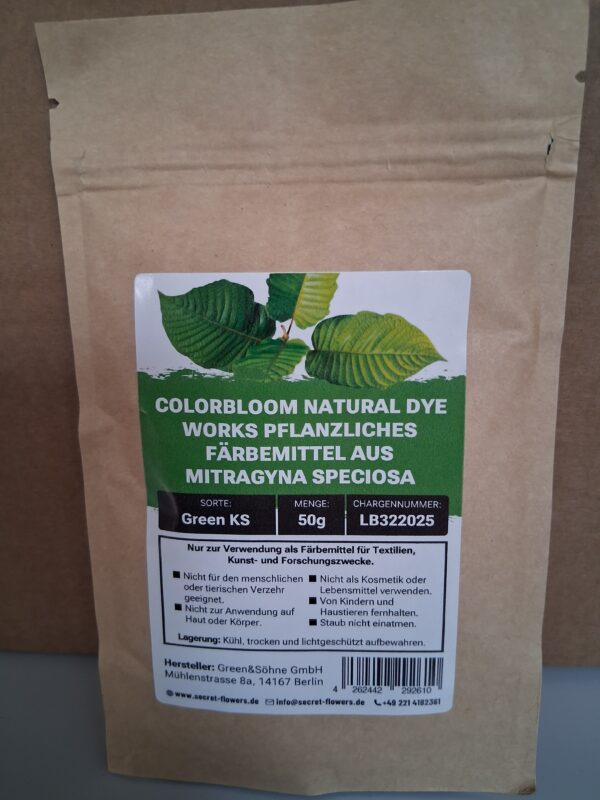 COLORBLOOM NATURAL DYE
WORKS PFLANZLICHES
FÄRBEMITTEL AUS
MITRAGYNA SPECIOSA
SORTE:
Green KS
MENGE:
50g
CHARGENNUMMER:
LB322025
Nur zur Verwendung als Färbemittel für Textilien,
Kunst- und Forschungszwecke.
Nicht für den menschlichen
oder tierischen Verzehr
geeignet.
Nicht zur Anwendung auf
Haut oder Körper.
Nicht als Kosmetik oder
Lebensmittel verwenden.
Von Kindern und
Haustieren fernhalten.
Staub nicht einatmen.
Lagerung: Kühl, trocken und lichtgeschützt aufbewahren.
Hersteller: Green&Söhne GmbH
Mühlenstrasse 8a, 14167 Berlin
4 262442 292610
www.secret-flowers.de info@secret-flowers.de +49 221 4182361